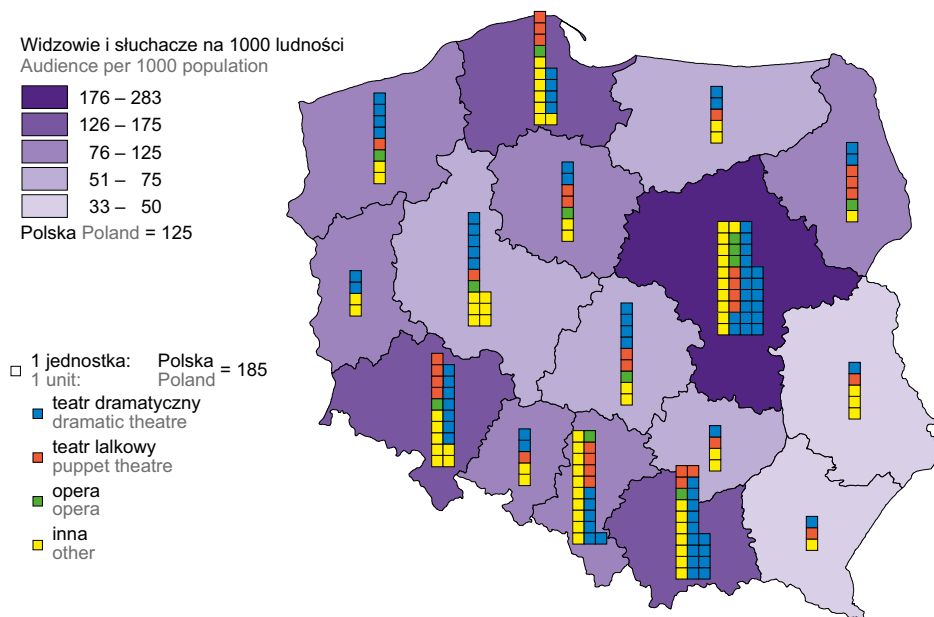 Widzowie i słuchacze na 1000 ludności
Audience per 1000 population
176 – 283
126 – 175
76 – 125
51 – 75
33 – 50
Polska Poland = 125
1 jednostka: Polska = 185
1 unit: Poland
teatr dramatyczny
dramatic theatre
teatr lalkowy
puppet theatre
opera
opera
inna
other